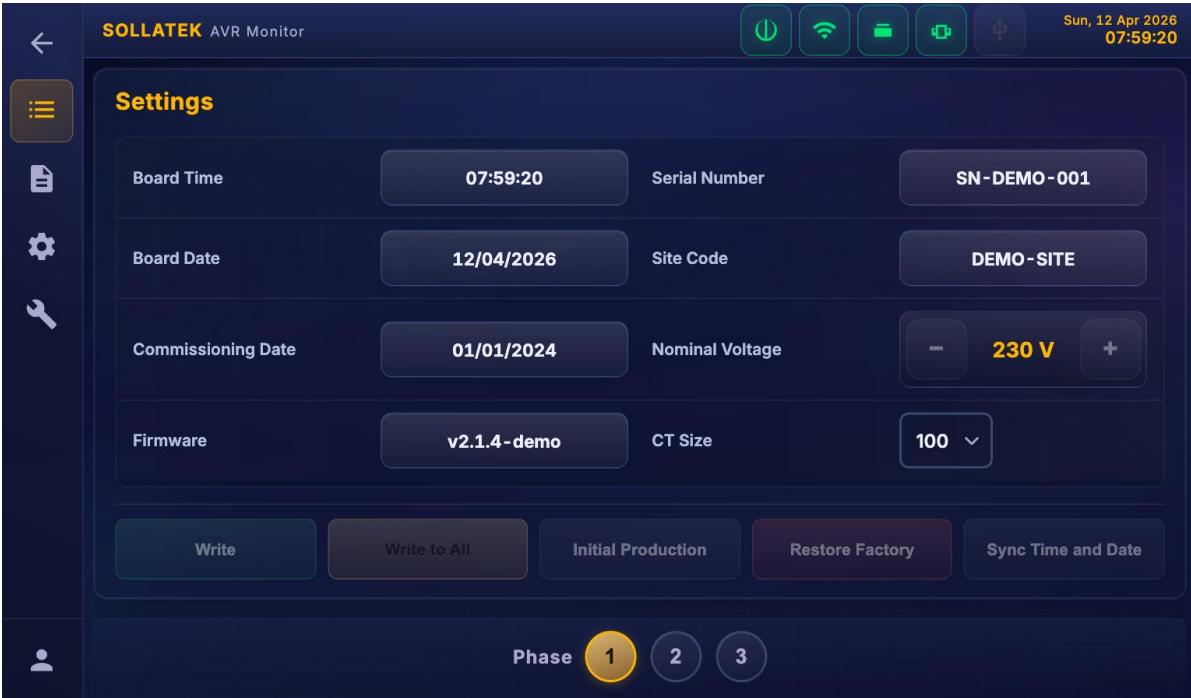 SOLLATEK AVR Monitor
Sun, 12 Apr 2026
07:59:20
Settings
Board Time 07:59:20 Serial Number SN-DEMO-001
Board Date 12/04/2026 Site Code DEMO-SITE
Commissioning Date 01/01/2024 Nominal Voltage − 230 V +
Firmware v2.1.4-demo CT Size 100
Write Write to All Initial Production Restore Factory Sync Time and Date
Phase 1 2 3